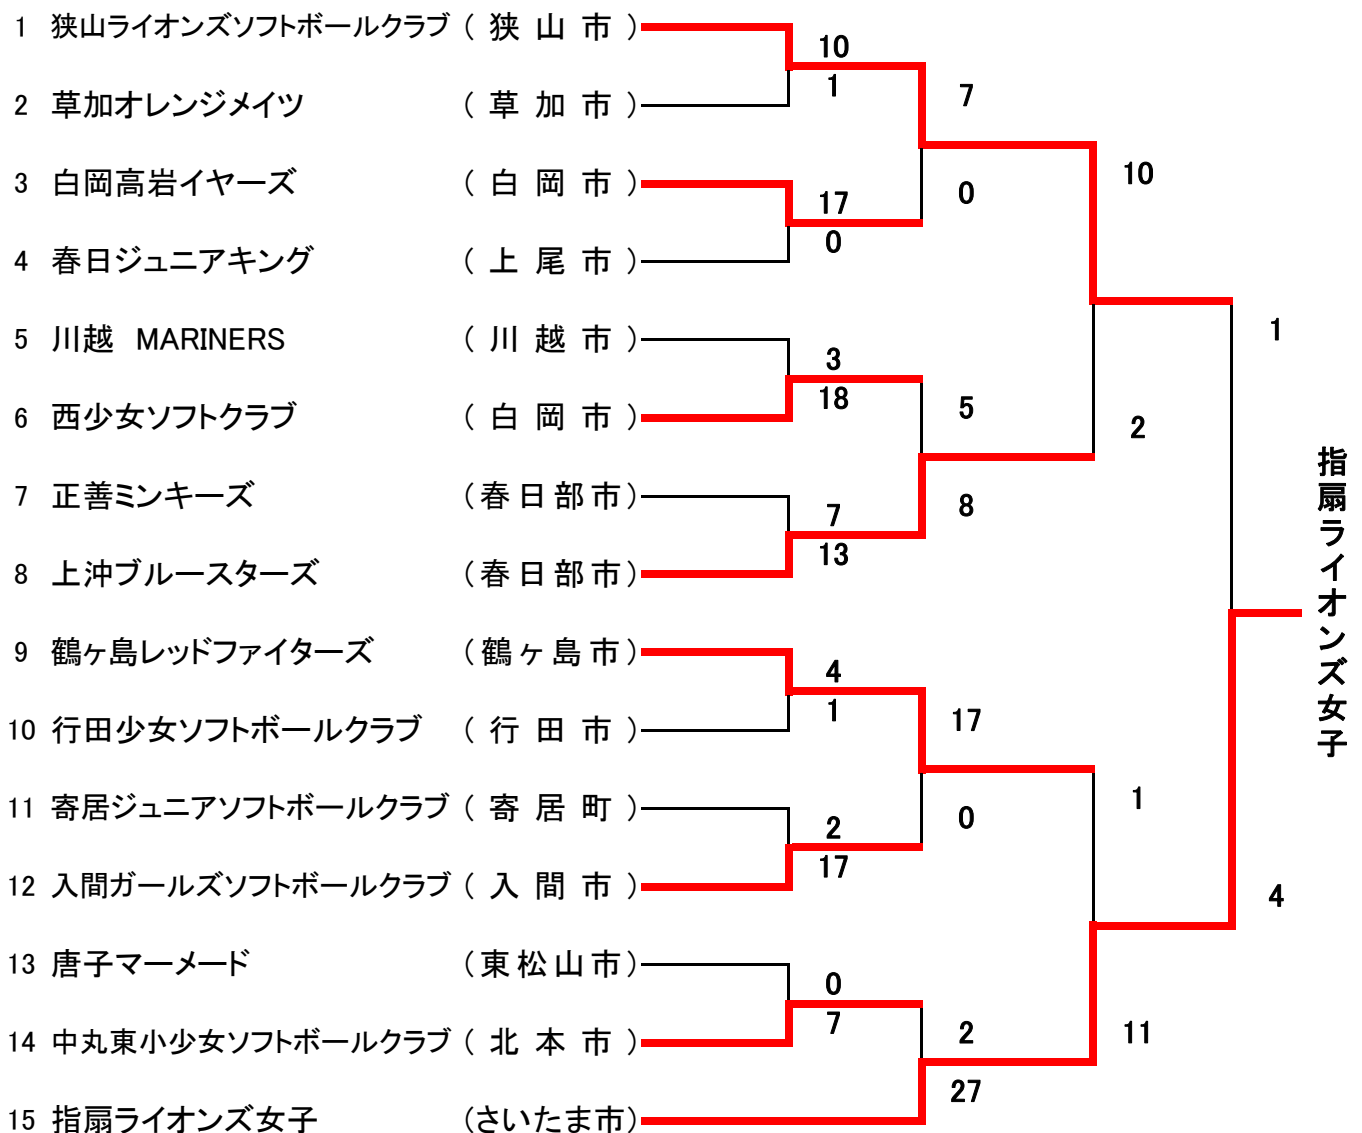 1 狭山ライオンズソフトボールクラブ ( 狭 山 市 )
10
1
2 草加オレンジメイツ ( 草 加 市 )
7
0
3 白岡高岩イヤーズ ( 白 岡 市 )
17
0
4 春日ジュニアキング ( 上 尾 市 )
10
2
5 川越 MARINERS ( 川 越 市 )
3
18
6 西少女ソフトクラブ ( 白 岡 市 )
5
8
7 正善ミンキーズ (春日部市)
7
13
8 上沖ブルースターズ (春日部市)
1
4
9 鶴ヶ島レッドファイターズ (鶴ヶ島市)
4
1
10 行田少女ソフトボールクラブ ( 行 田 市 )
17
0
11 寄居ジュニアソフトボールクラブ ( 寄 居 町 )
2
17
12 入間ガールズソフトボールクラブ ( 入 間 市 )
1
11
13 唐子マーメード (東松山市)
0
7
14 中丸東小少女ソフトボールクラブ ( 北 本 市 )
2
27
15 指扇ライオンズ女子 (さいたま市)
指扇ライオンズ女子